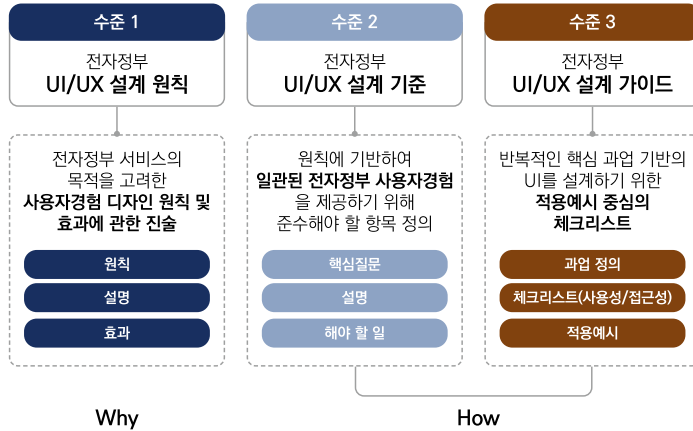 수준 1
전자정부
UI/UX 설계 원칙
전자정부 서비스의
목적을 고려한
사용자경험 디자인 원칙 및
효과에 관한 진술
원칙
설명
효과
수준 2
전자정부
UI/UX 설계 기준
원칙에 기반하여
일관된 전자정부 사용자경험
을 제공하기 위해
준수해야 할 항목 정의
핵심질문
설명
해야 할 일
수준 3
전자정부
UI/UX 설계 가이드
반복적인 핵심 과업 기반의
UI를 설계하기 위한
적용예시 중심의
체크리스트
과업 정의
체크리스트(사용성/접근성)
적용예시
Why
How